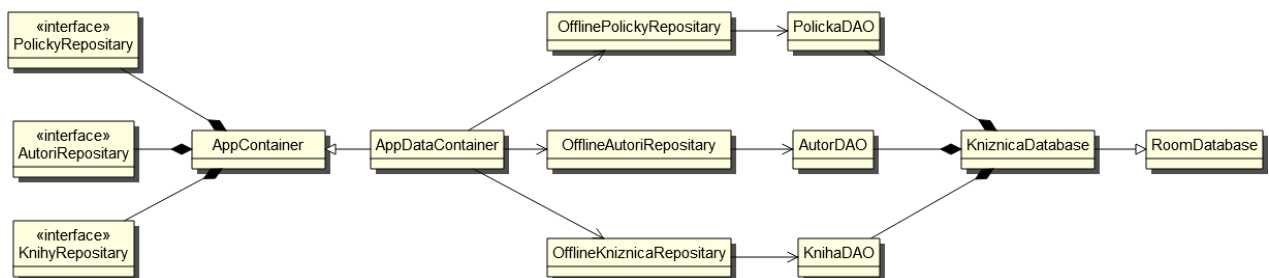 «interface»
PolickyRepositary
«interface»
AutoriRepositary
«interface»
KnihyRepositary
AppContainer
AppDataContainer
OfflinePolickyRepositary
OfflineAutoriRepositary
OfflineKniznicaRepositary
PolickaDAO
AutorDAO
KnihaDAO
KniznicaDatabase
RoomDatabase